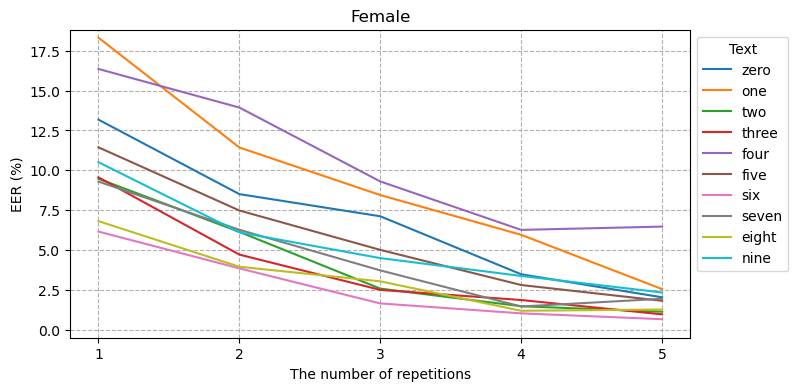 Female
EER (%)
17.5
15.0
12.5
10.0
7.5
5.0
2.5
0.0
1 2 3 4 5
The number of repetitions
Text
zero
one
two
three
four
five
six
seven
eight
nine